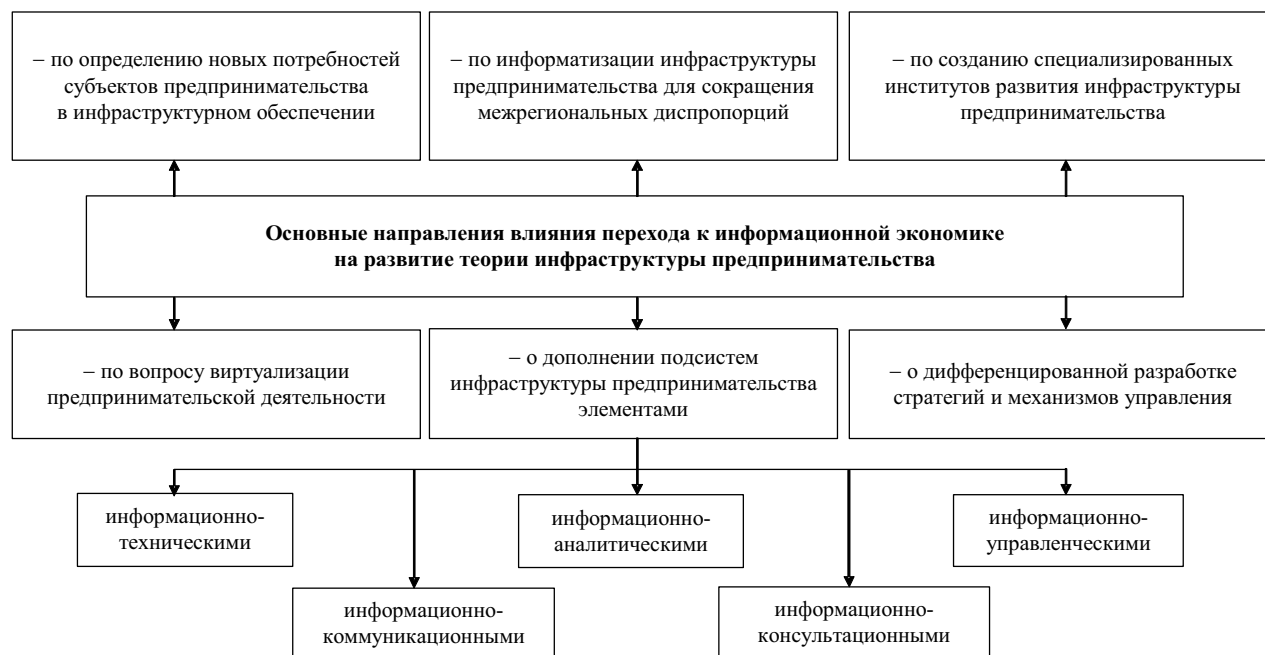 – по определению новых потребностей
субъектов предпринимательства
в инфраструктурном обеспечении
– по информатизации инфраструктуры
предпринимательства для сокращения
межрегиональных диспропорций
– по созданию специализированных
институтов развития инфраструктуры
предпринимательства
Основные направления влияния перехода к информационной экономике
на развитие теории инфраструктуры предпринимательства
– по вопросу виртуализации
предпринимательской деятельности
– о дополнении подсистем
инфраструктуры предпринимательства
элементами
– о дифференцированной разработке
стратегий и механизмов управления
информационно-
техническими
информационно-
аналитическими
информационно-
управленческими
информационно-
коммуникационными
информационно-
консультационными